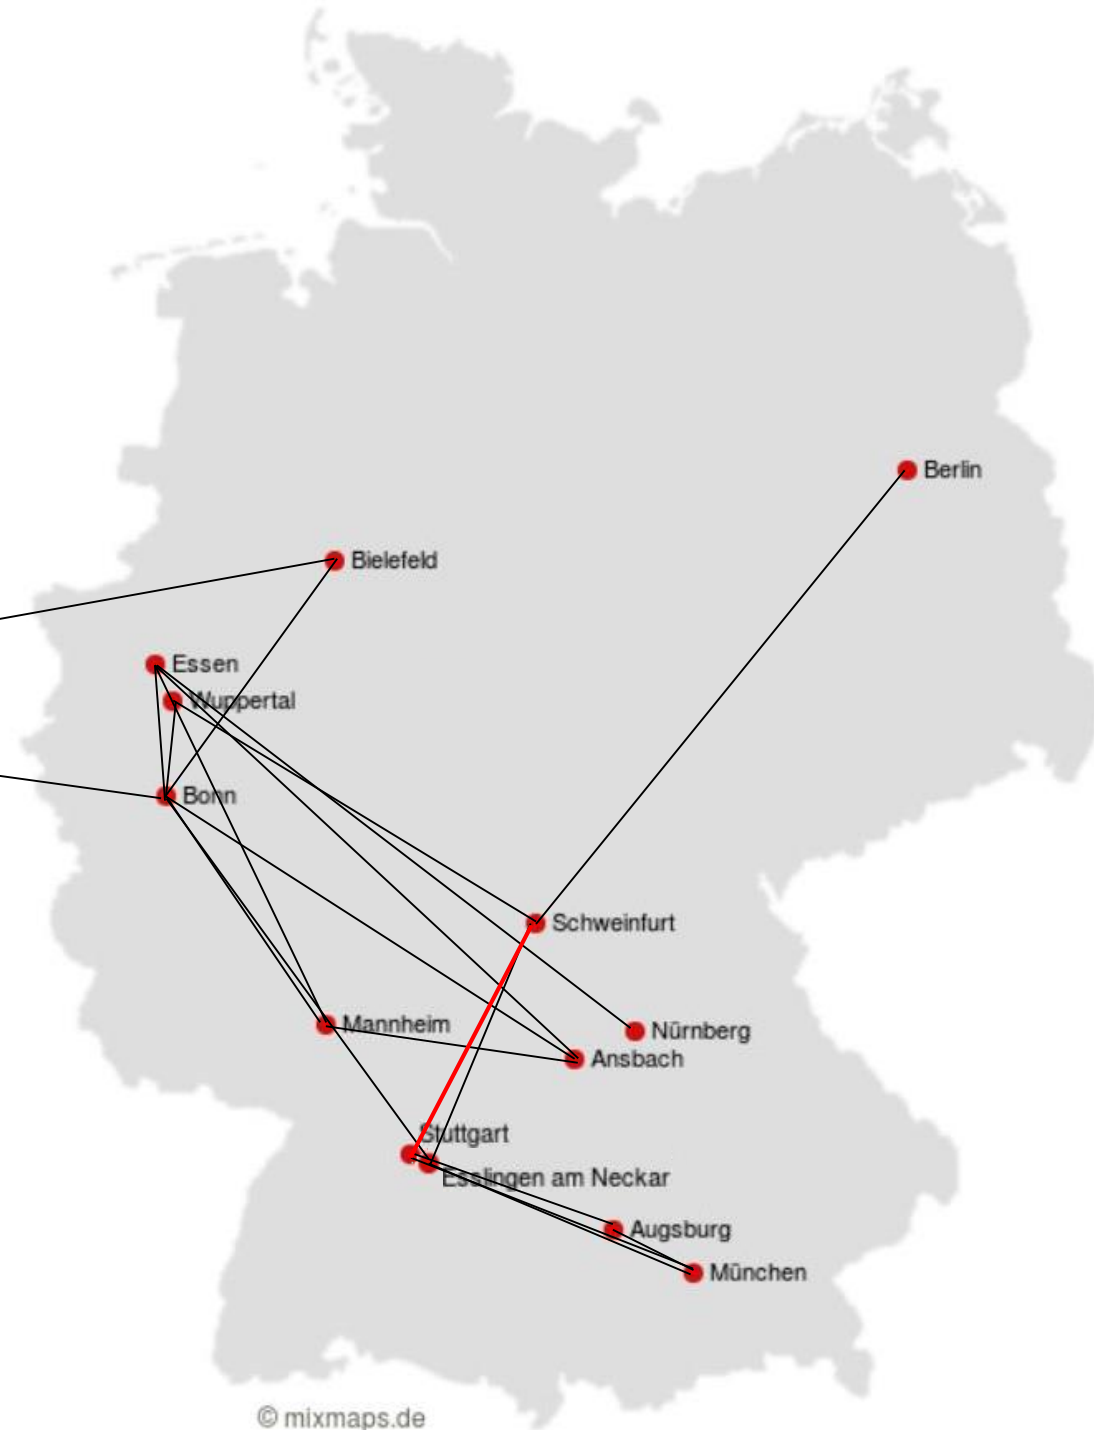 Berlin
Bielefeld
Essen
Wuppertal
Bonn
Schweinfurt
Mannheim
Nürnberg
Ansbach
Stuttgart
Esslingen am Neckar
Augsburg
München
© mixmaps.de